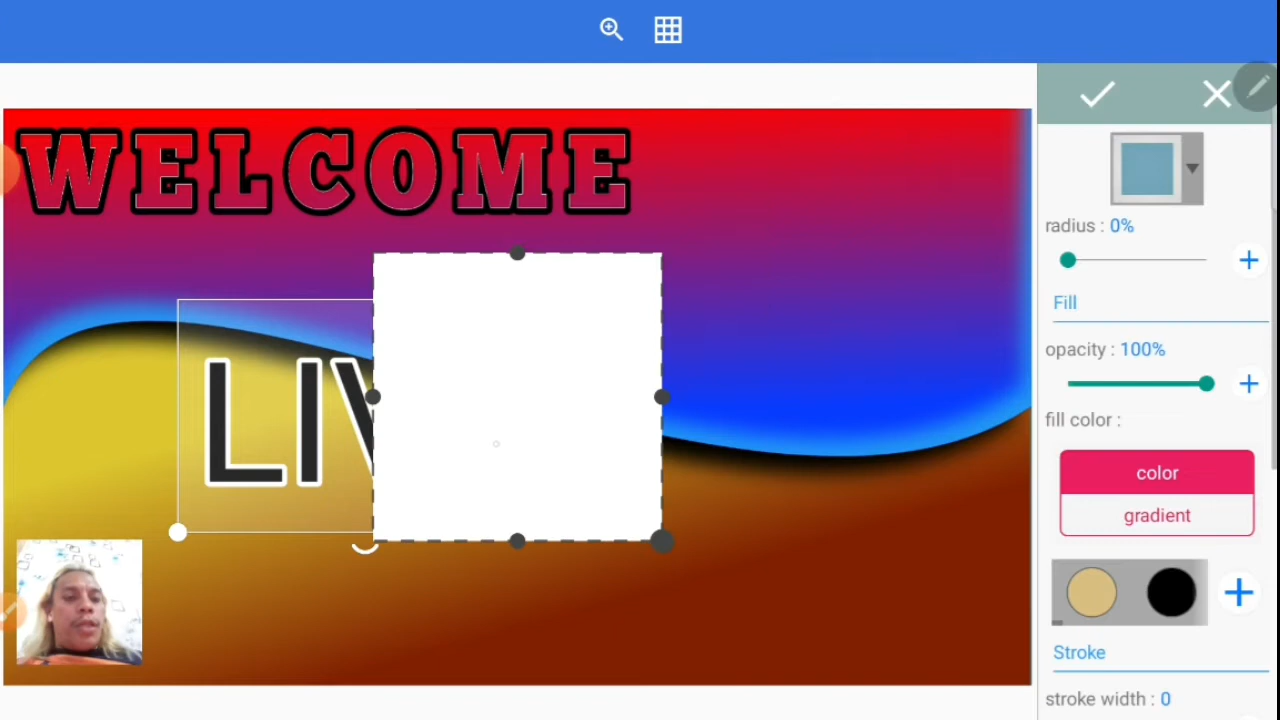 WELCOME
LIV
radius : 0%
Fill
opacity : 100%
fill color :
color
gradient
Stroke
stroke width : 0